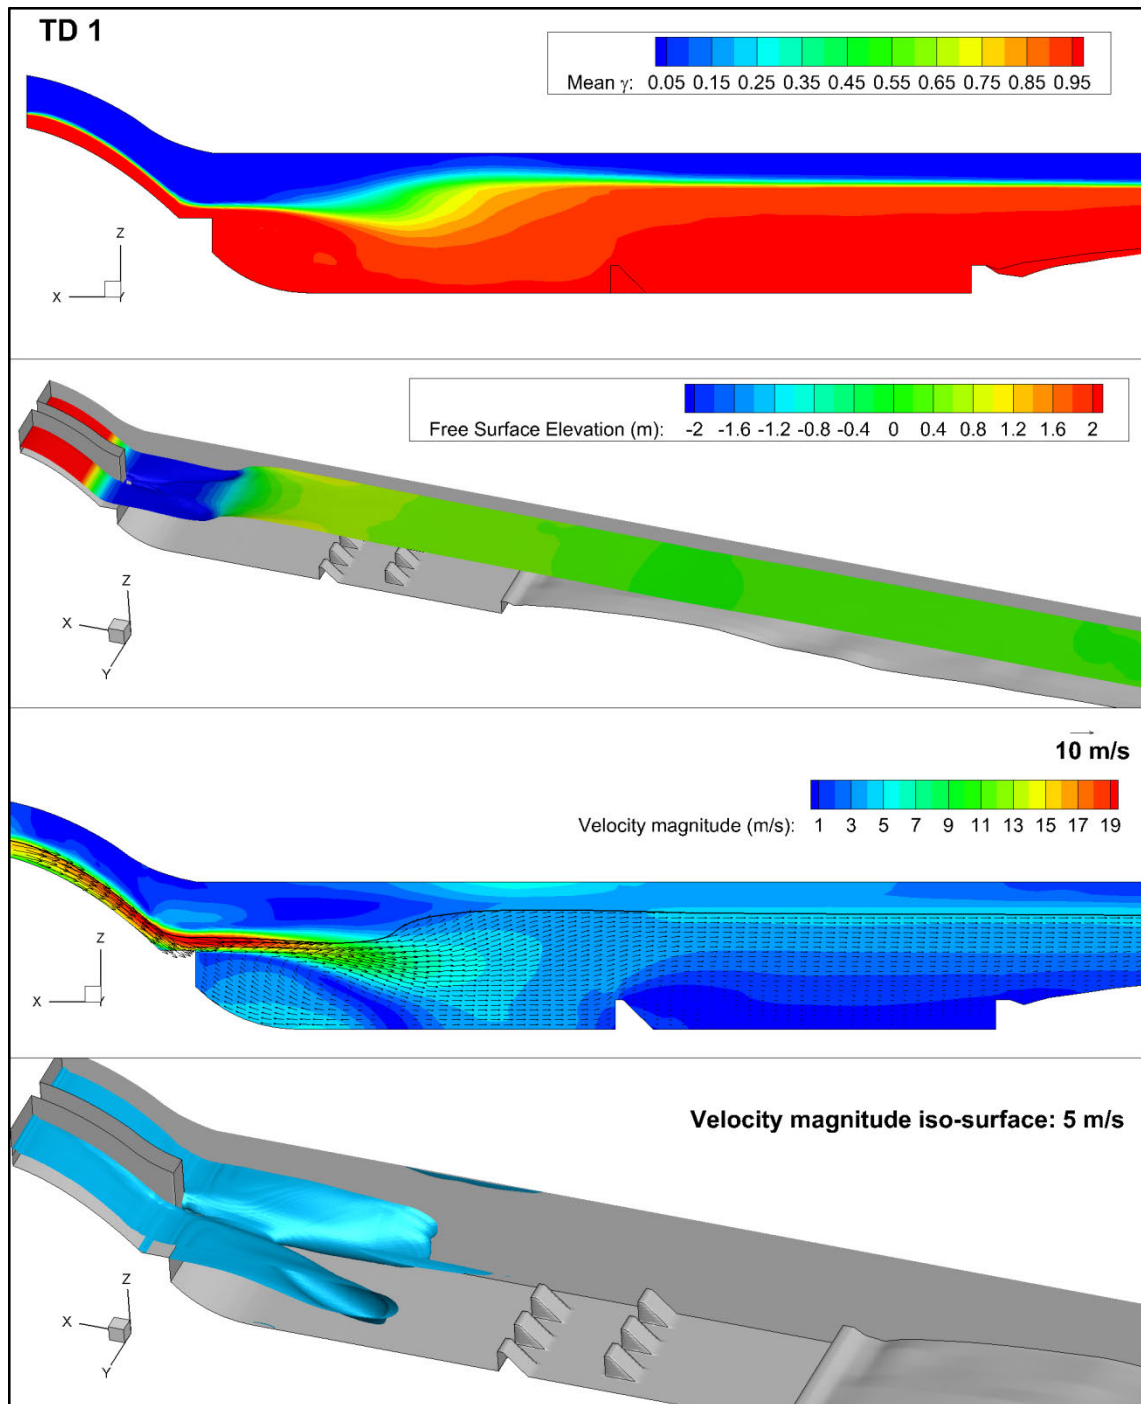 TD 1
Mean γ: 0.05 0.15 0.25 0.35 0.45 0.55 0.65 0.75 0.85 0.95
Z
X
Y
Free Surface Elevation (m): -2 -1.6 -1.2 -0.8 -0.4 0 0.4 0.8 1.2 1.6 2
Z
X
Y
10 m/s
Velocity magnitude (m/s): 1 3 5 7 9 11 13 15 17 19
Z
X
Y
Velocity magnitude iso-surface: 5 m/s
Z
X
Y